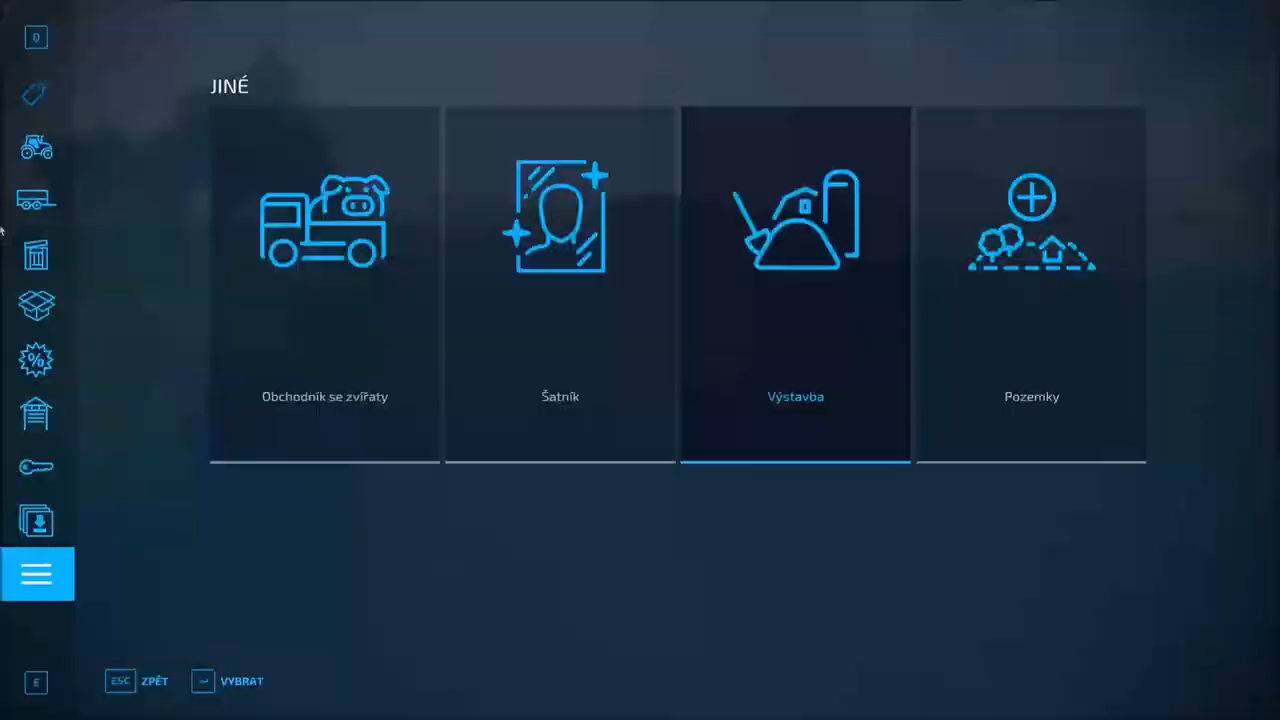 Q
JINÉ
%
Obchodník se zvířaty
Šatník
Výstavba
Pozemky
E
ESC ZPĚT
VYBRAT